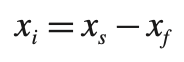 x_i = x_s − x_f